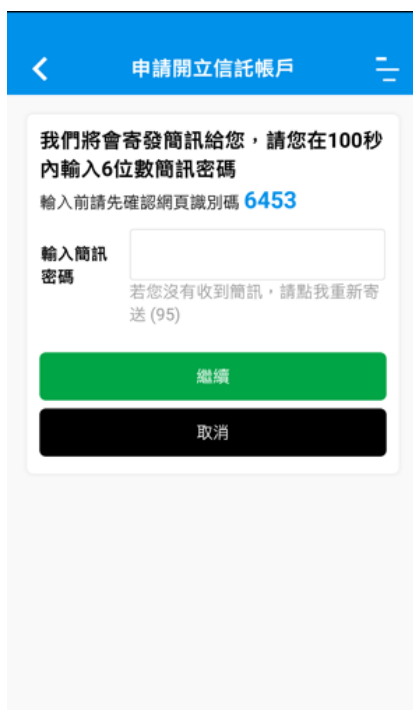 申請開立信託帳戶
我們將會寄發簡訊給您，請您在100秒
內輸入6位數簡訊密碼
輸入前請先確認網頁識別碼 6453
輸入簡訊
密碼
若您沒有收到簡訊，請點我重新寄
送 (95)
繼續
取消